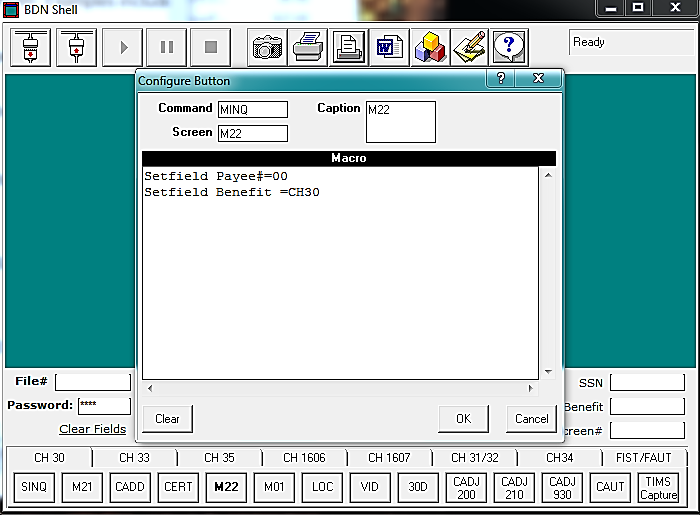 BDN Shell
Ready
Configure Button
Command MINQ
Caption M22
Screen M22
Macro
Setfield Payee#=00
Setfield Benefit =CH30
File#
SSN
Password: ****
Benefit
Clear Fields
creen#
Clear OK Cancel
CH 30 CH 33 CH 35 CH 1606 CH 1607 CH 31/32 CH34 FIST/FAUT
SINQ M21 CADD CERT M22 M01 LOC VID 30D CADJ 200 CADJ 210 CADJ 930 CAUT TIMS Capture